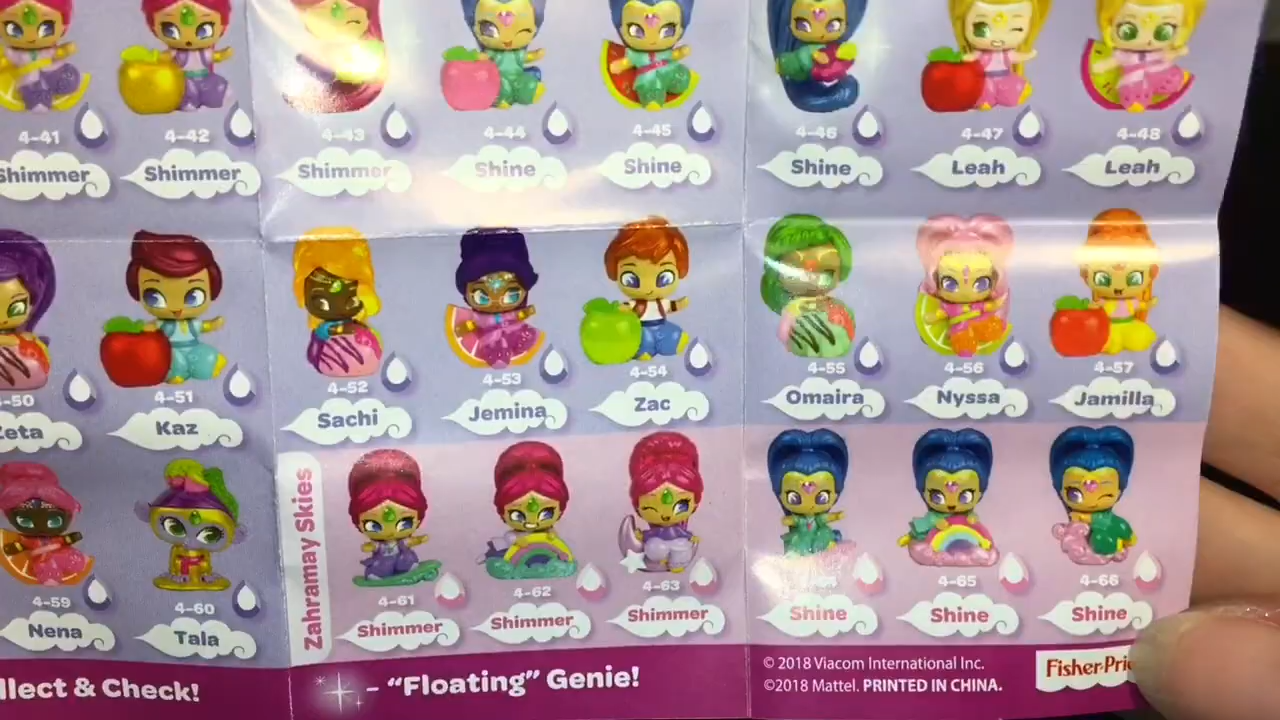 4-41 4-42 4-43 4-44 4-45 4-46 4-47 4-48
Shimmer Shimmer Shimmer Shine Shine Shine Leah Leah
-50 4-51 4-52 4-53 4-54 4-55 4-56 4-57
Zeta Kaz Sachi Jemina Zac Omaira Nyssa Jamilla
Zahramay Skies
4-59 4-60 4-61 4-62 4-63 4-65 4-66
Nena Tala Shimmer Shimmer Shimmer Shine Shine Shine
llect & Check!
- “Floating” Genie!
© 2018 Viacom International Inc.
©2018 Mattel. PRINTED IN CHINA.
Fisher-Pric